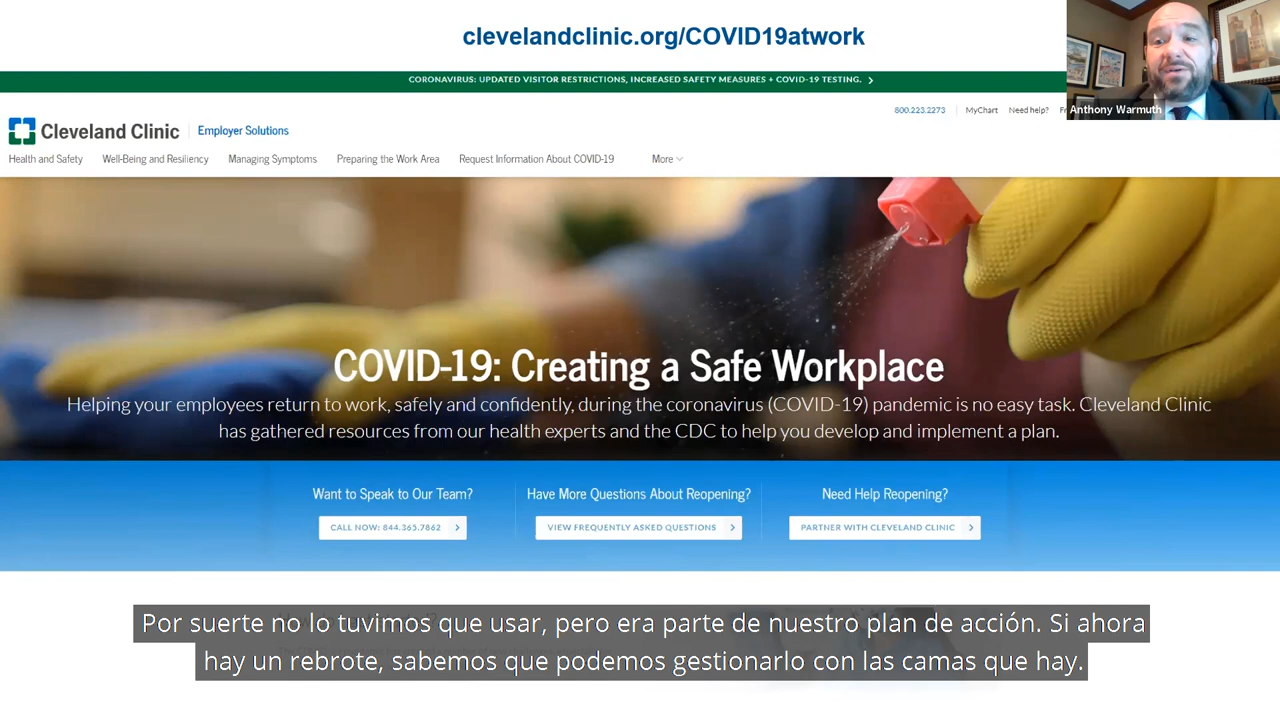 clevelandclinic.org/COVID19atwork
CORONAVIRUS: UPDATED VISITOR RESTRICTIONS, INCREASED SAFETY MEASURES + COVID-19 TESTING.
800.223.2273 MyChart Need help?
Anthony Warmuth
Cleveland Clinic Employer Solutions
Health and Safety Well-Being and Resiliency Managing Symptoms Preparing the Work Area Request Information About COVID-19 More
COVID-19: Creating a Safe Workplace
Helping your employees return to work, safely and confidently, during the coronavirus (COVID-19) pandemic is no easy task. Cleveland Clinic
has gathered resources from our health experts and the CDC to help you develop and implement a plan.
Want to Speak to Our Team? Have More Questions About Reopening? Need Help Reopening?
CALL NOW: 844.365.7862 VIEW FREQUENTLY ASKED QUESTIONS PARTNER WITH CLEVELAND CLINIC
Por suerte no lo tuvimos que usar, pero era parte de nuestro plan de acción. Si ahora
hay un rebrote, sabemos que podemos gestionarlo con las camas que hay.